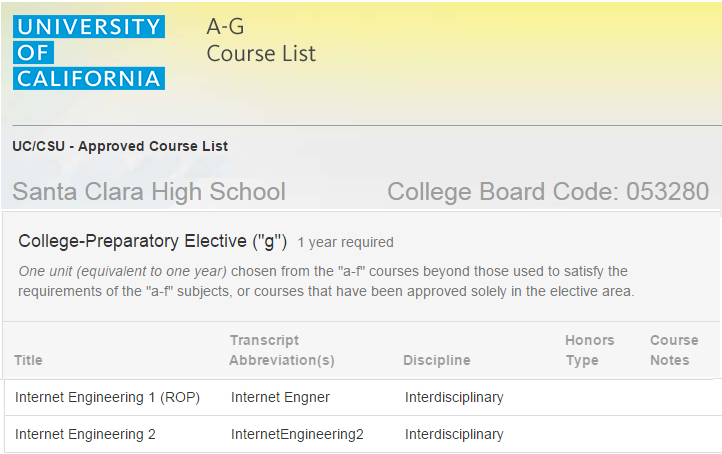 UNIVERSITY
OF
CALIFORNIA
A-G
Course List
UC/CSU - Approved Course List
Santa Clara High School College Board Code: 053280
College-Preparatory Elective ("g") 1 year required
One unit (equivalent to one year) chosen from the "a-f" courses beyond those used to satisfy the
requirements of the "a-f" subjects, or courses that have been approved solely in the elective area.
Title Transcript Abbreviation(s) Discipline Honors Type Course Notes
Internet Engineering 1 (ROP) Internet Engner Interdisciplinary
Internet Engineering 2 InternetEngineering2 Interdisciplinary